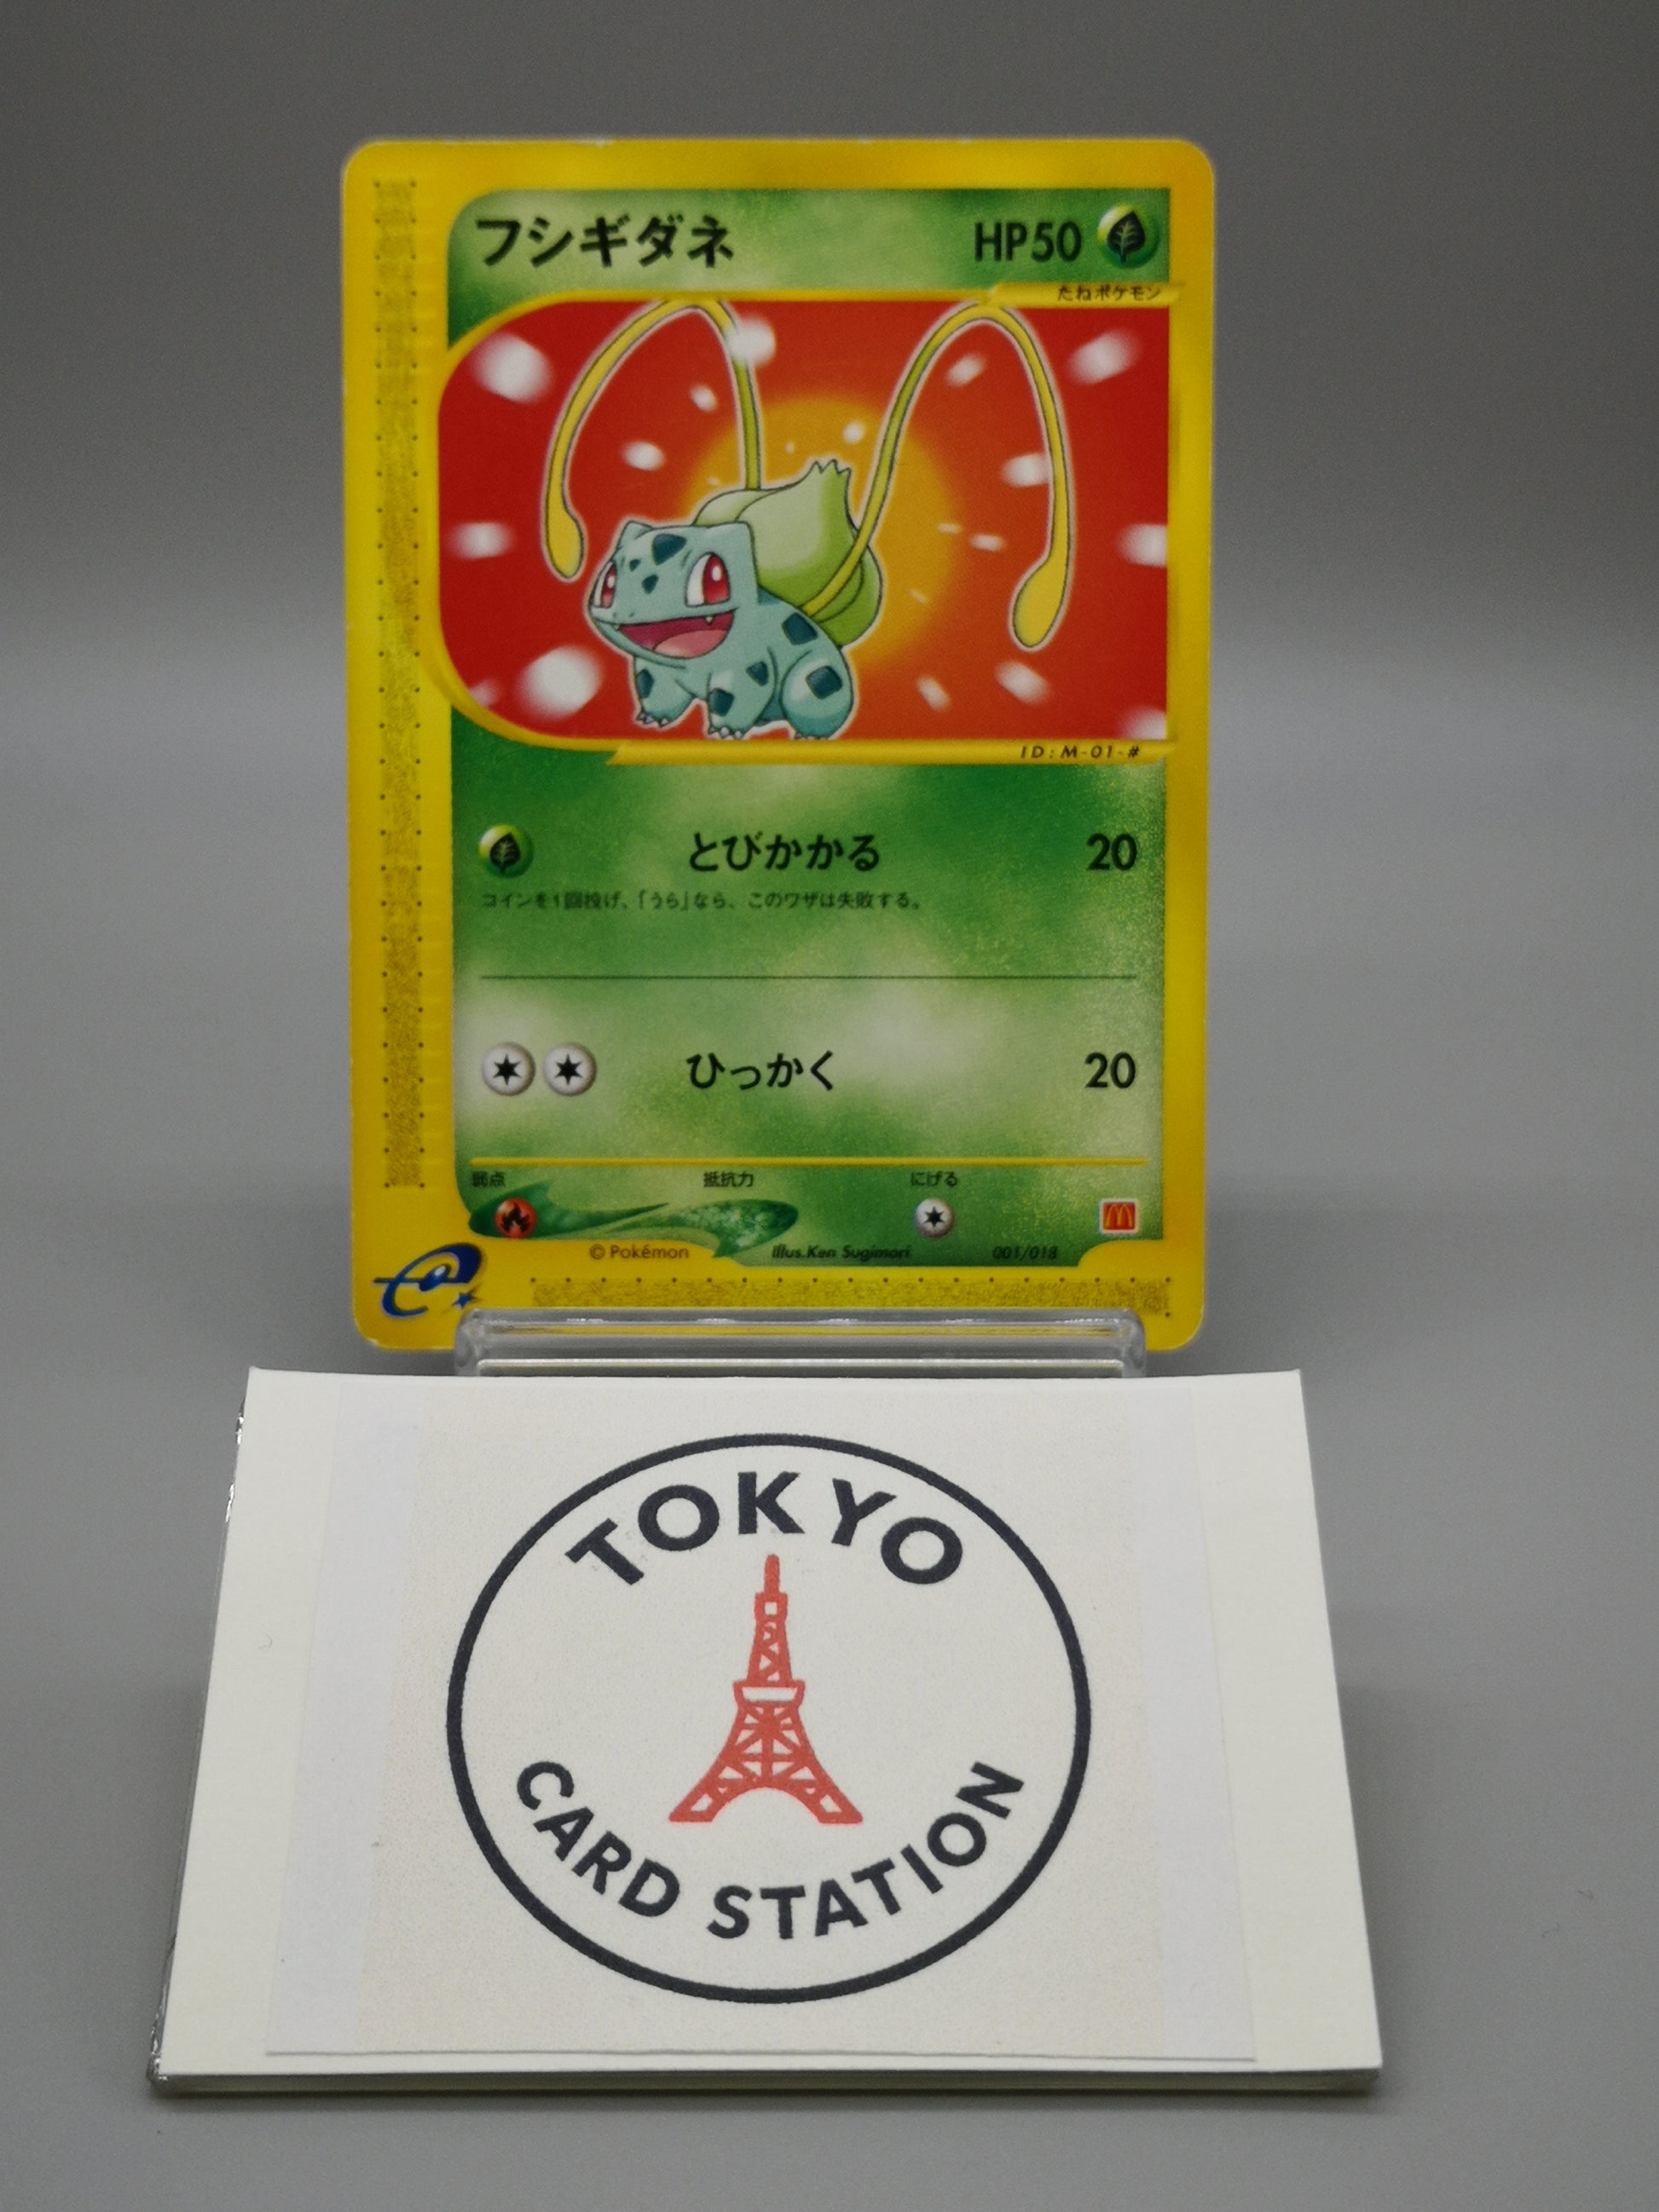 フシギダネ HP50
たねポケモン
ID:M-01-#
とびかかる 20
コインを1回投げ、「うら」なら、このワザは失敗する。
ひっかく 20
弱点 抵抗力 にげる
©Pokémon Illus.Ken Sugimori 001/018
e
TOKYO
CARD STATION